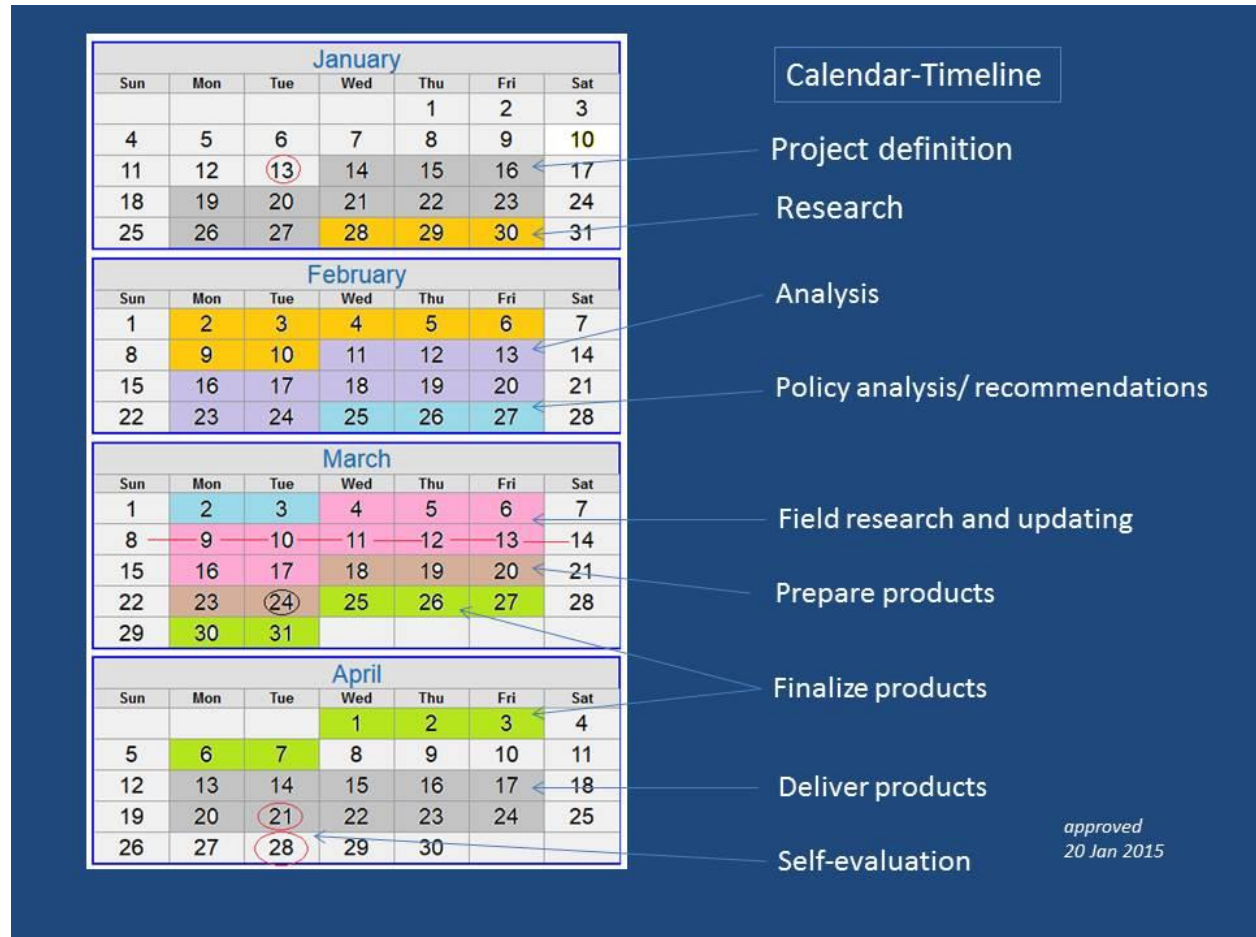 January
Sun Mon Tue Wed Thu Fri Sat
1 2 3
4 5 6 7 8 9 10
11 12 13 14 15 16 17
18 19 20 21 22 23 24
25 26 27 28 29 30 31
February
Sun Mon Tue Wed Thu Fri Sat
1 2 3 4 5 6 7
8 9 10 11 12 13 14
15 16 17 18 19 20 21
22 23 24 25 26 27 28
March
Sun Mon Tue Wed Thu Fri Sat
1 2 3 4 5 6 7
8 9 10 11 12 13 14
15 16 17 18 19 20 21
22 23 24 25 26 27 28
29 30 31
April
Sun Mon Tue Wed Thu Fri Sat
1 2 3 4
5 6 7 8 9 10 11
12 13 14 15 16 17 18
19 20 21 22 23 24 25
26 27 28 29 30
Calendar-Timeline
Project definition
Research
Analysis
Policy analysis/ recommendations
Field research and updating
Prepare products
Finalize products
Deliver products
Self-evaluation
approved
20 Jan 2015